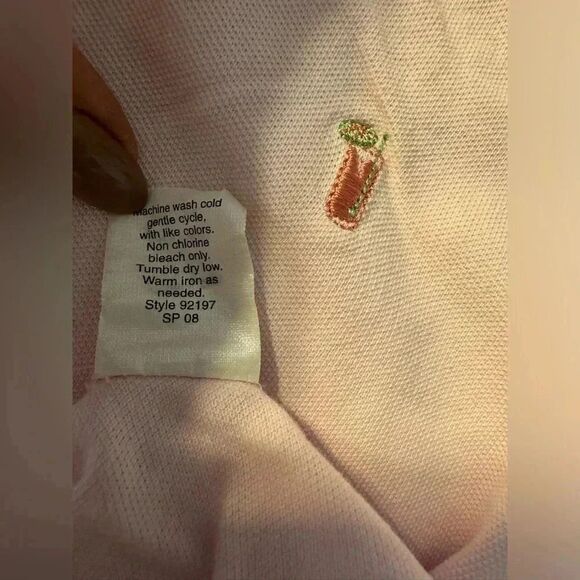 Machine wash cold
gentle cycle,
with like colors.
Non chlorine
bleach only.
Tumble dry low.
Warm iron as
needed.
Style 92197
SP 08